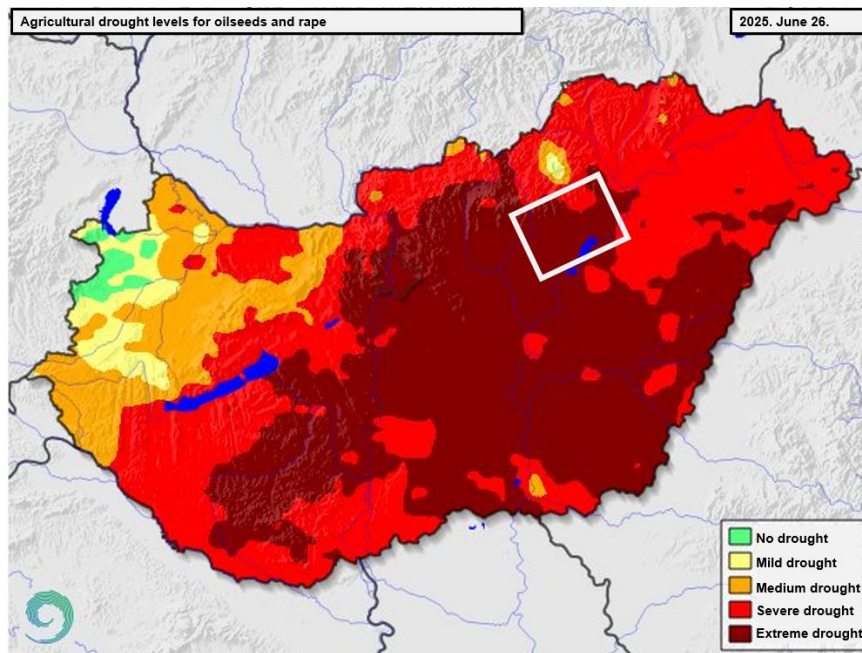 Agricultural drought levels for oilseeds and rape
2025. June 26.
No drought
Mild drought
Medium drought
Severe drought
Extreme drought